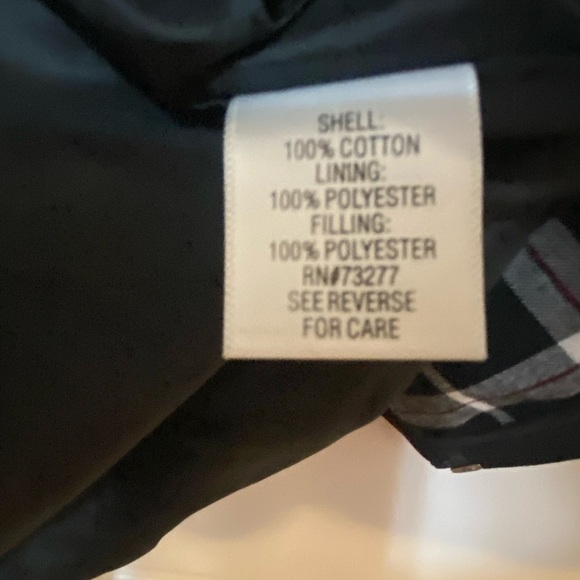 SHELL:
100% COTTON
LINING:
100% POLYESTER
FILLING:
100% POLYESTER
RN#73277
SEE REVERSE
FOR CARE